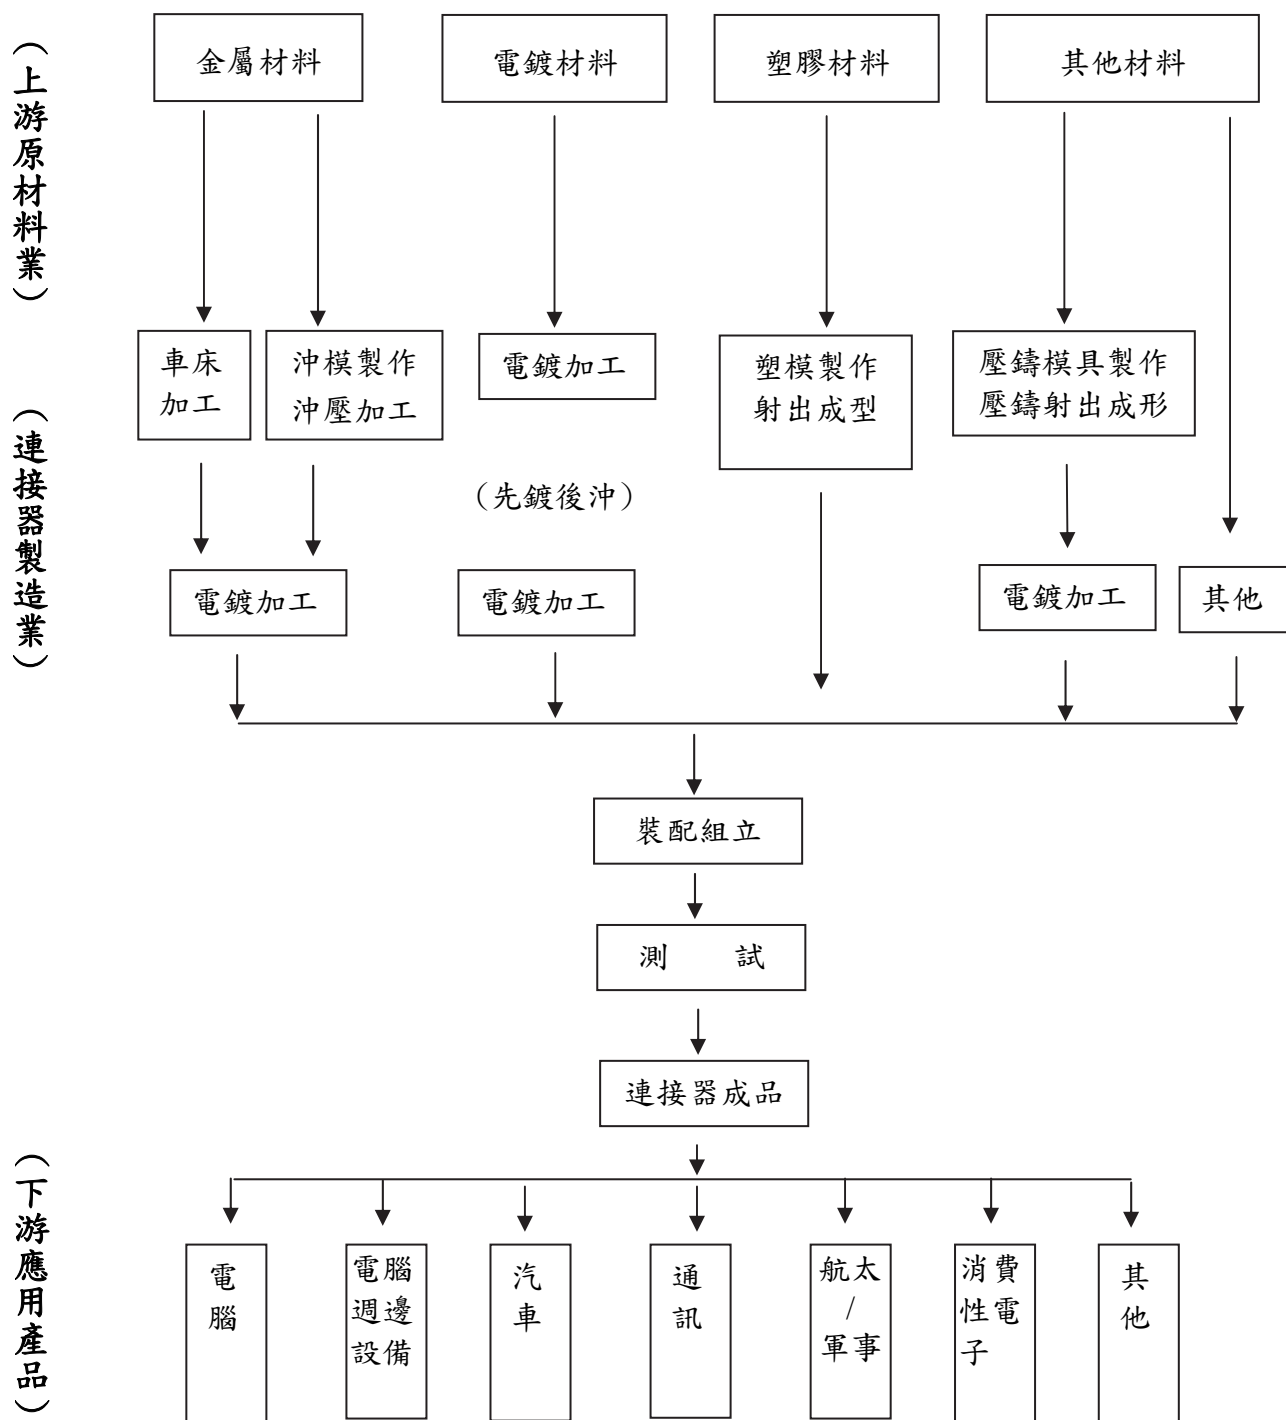 （上游原材料業）
金屬材料
電鍍材料
塑膠材料
其他材料
車床
加工
沖模製作
沖壓加工
電鍍加工
塑模製作
射出成型
壓鑄模具製作
壓鑄射出成形
（連接器製造業）
（先鍍後沖）
電鍍加工
電鍍加工
電鍍加工
其他
裝配組立
測　　試
連接器成品
（下游應用產品）
電
腦
電腦
週邊
設備
汽
車
通
訊
航太
/
軍事
消費
性電
子
其
他